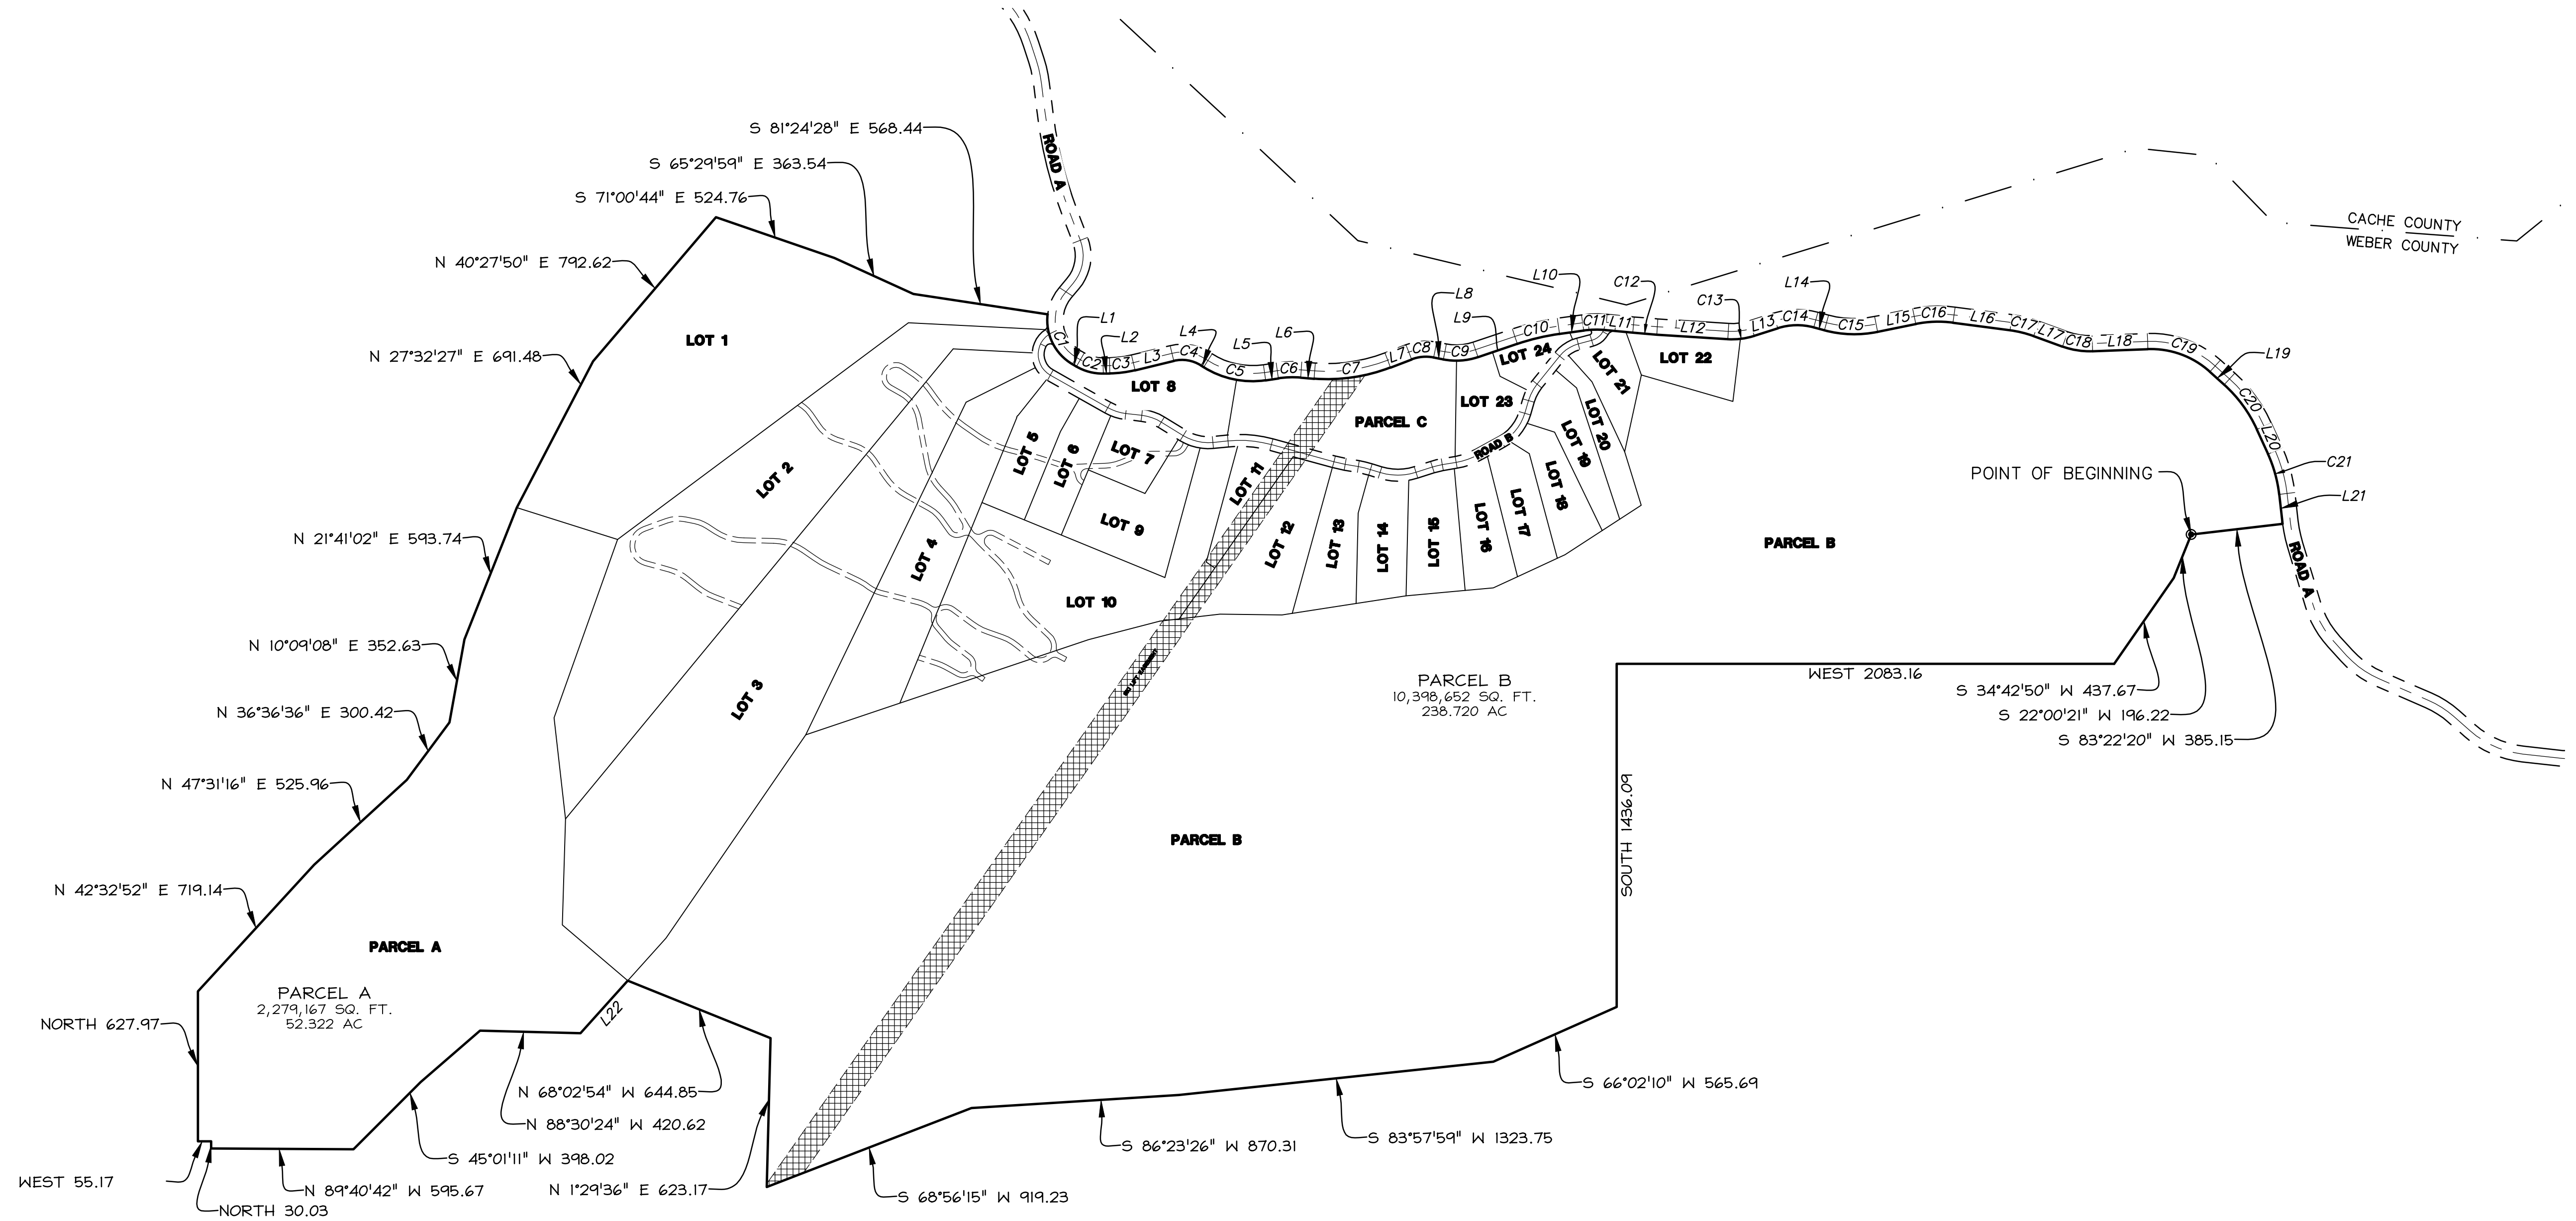 ROAD A
CACHE COUNTY
WEBER COUNTY
S 81°24'28" E 568.44
S 65°29'59" E 363.54
S 71°00'44" E 524.76
N 40°27'50" E 792.62
N 27°32'27" E 691.48
N 21°41'02" E 593.74
N 10°09'08" E 352.63
N 36°36'36" E 300.42
N 47°31'16" E 525.96
N 42°32'52" E 719.14
NORTH 627.97
WEST 55.17
NORTH 30.03
N 89°40'42" W 595.67
S 45°01'11" W 398.02
N 88°30'24" W 420.62
L22
N 68°02'54" W 644.85
N 1°29'36" E 623.17
S 68°56'15" W 919.23
S 86°23'26" W 870.31
S 83°57'59" W 1323.75
S 66°02'10" W 565.69
SOUTH 1436.09
WEST 2083.16
S 34°42'50" W 437.67
S 22°00'21" W 196.22
S 83°22'20" W 385.15
POINT OF BEGINNING
C1
L1
C2
L2
C3
L3
L4
C4
C5
L5
C6
L6
C7
L7
C8
L8
C9
L9
C10
L10
C11
L11
C12
L12
C13
L13
C14
L14
C15
L15
C16
L16
C17
L17
C18
L18
C19
L19
C20
L20
C21
L21
ROAD A
LOT 1
LOT 2
LOT 3
LOT 4
LOT 5
LOT 6
LOT 7
LOT 8
LOT 9
LOT 10
LOT 11
LOT 12
LOT 13
LOT 14
LOT 15
LOT 16
LOT 17
LOT 18
LOT 19
LOT 20
LOT 21
LOT 22
LOT 23
LOT 24
ROAD B
PARCEL C
PARCEL B
PARCEL B
10,398,652 SQ. FT.
238.720 AC
PARCEL B
PARCEL A
PARCEL A
2,279,167 SQ. FT.
52.322 AC